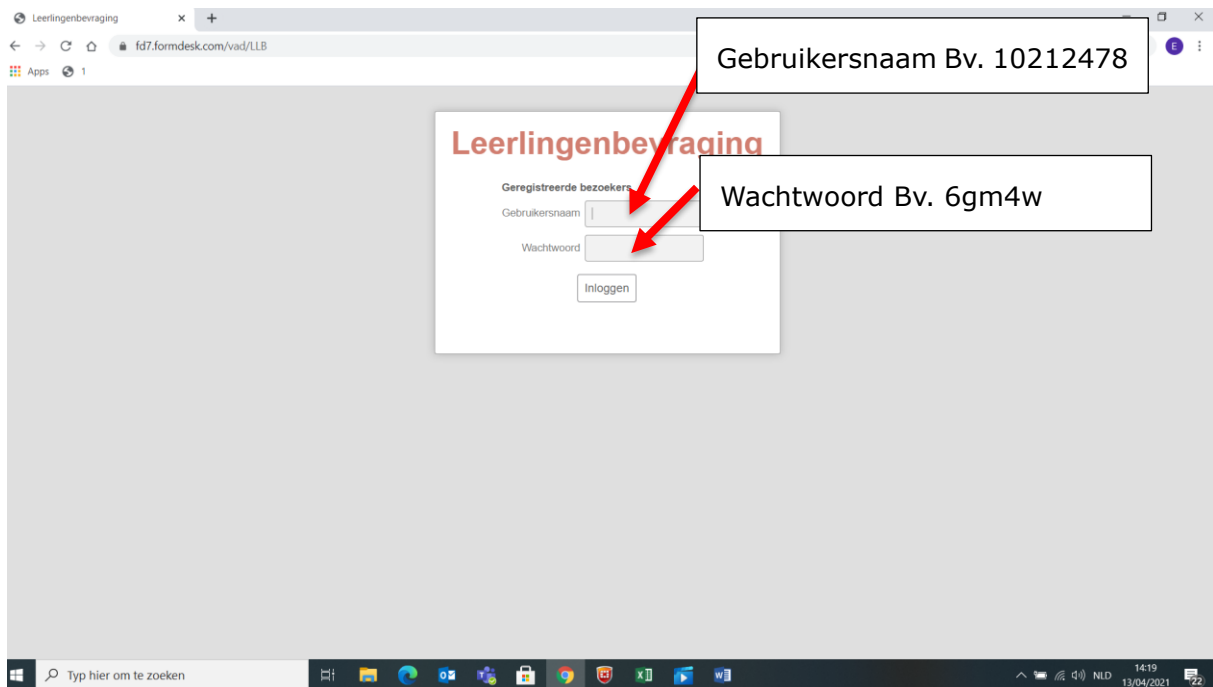 Leerlingenbevraging
fd7.formdesk.com/vad/LLB
E
Apps 1
Gebruikersnaam Bv. 10212478
Leerlingenbevraging
Geregistreerde bezoekers
Gebruikersnaam
Wachtwoord Bv. 6gm4w
Wachtwoord
Inloggen
Typ hier om te zoeken
NLD
14:19
13/04/2021
22